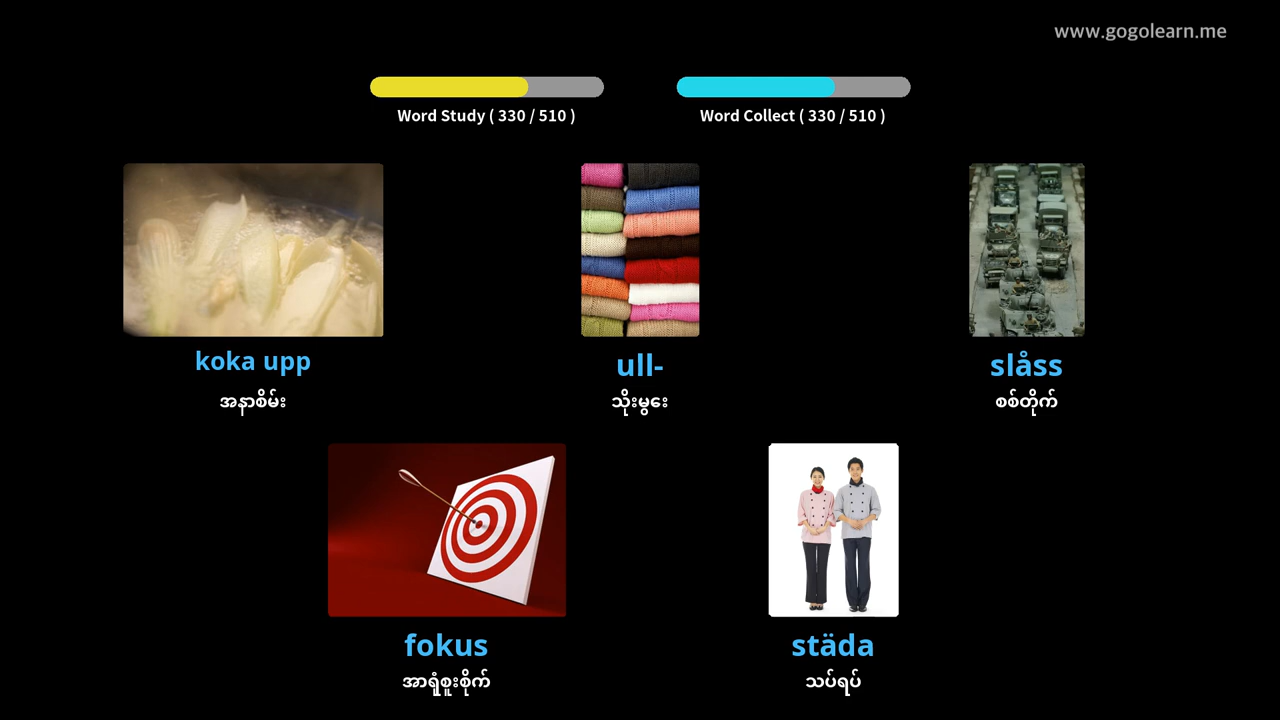 www.gogolearn.me
Word Study ( 330 / 510 )
Word Collect ( 330 / 510 )
koka upp
အနာစိမ်း
ull-
သိုးမွှေး
slåss
စစ်တိုက်
fokus
အာရုံစူးစိုက်
städa
သပ်ရပ်